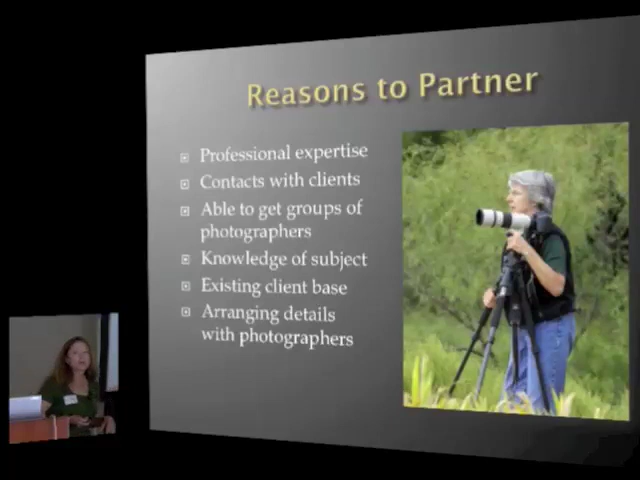 Reasons to Partner
Professional expertise
Contacts with clients
Able to get groups of
photographers
Knowledge of subject
Existing client base
Arranging details
with photographers